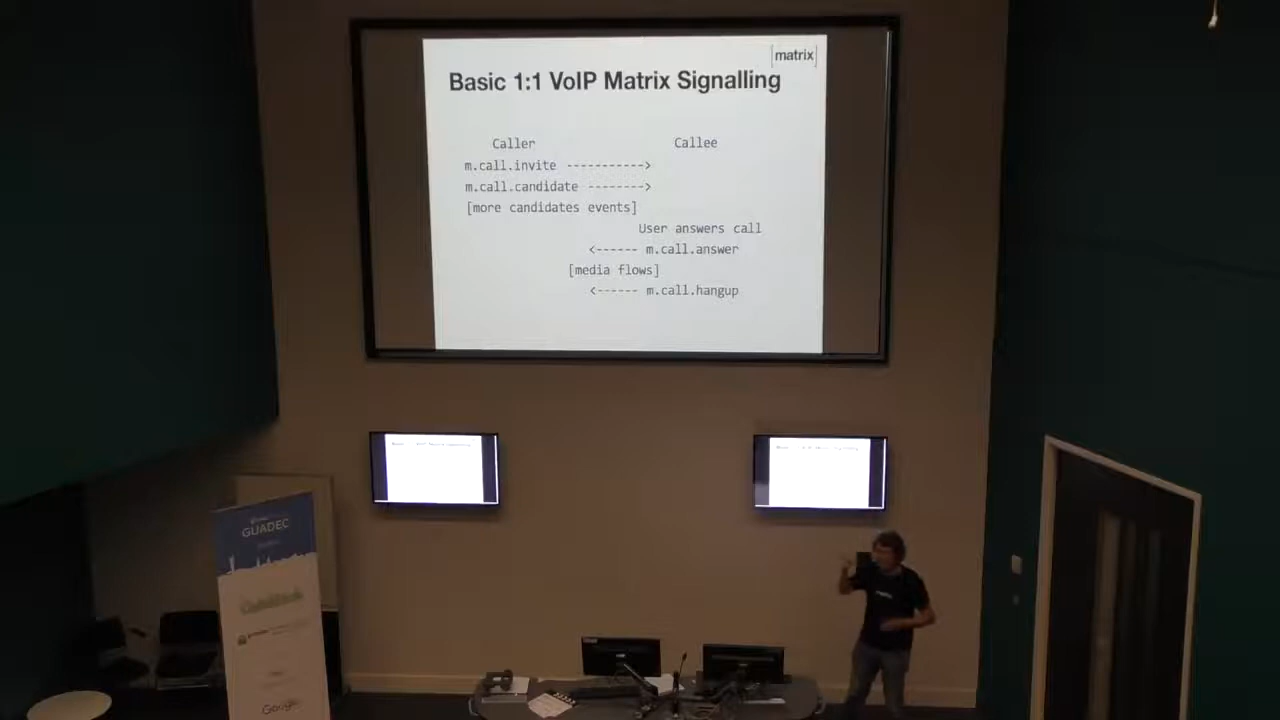 [matrix]
Basic 1:1 VoIP Matrix Signalling
Caller Callee
m.call.invite ----------->
m.call.candidate -------->
[more candidates events]
User answers call
<------ m.call.answer
[media flows]
<------ m.call.hangup
GUADEC
Google